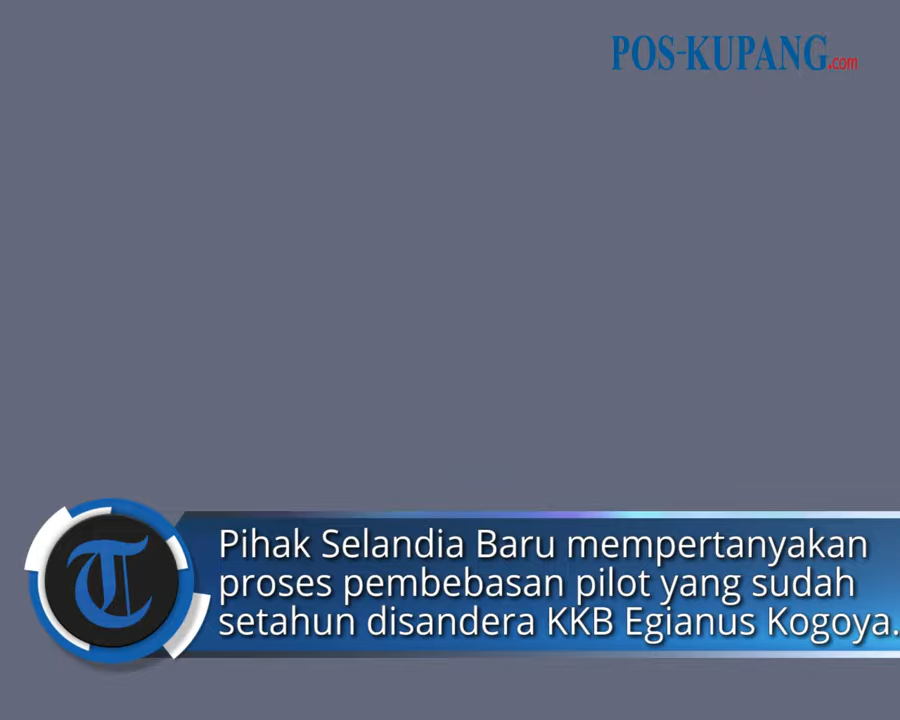 POS-KUPANG.com
T
Pihak Selandia Baru mempertanyakan
proses pembebasan pilot yang sudah
setahun disandera KKB Egianus Kogoya.